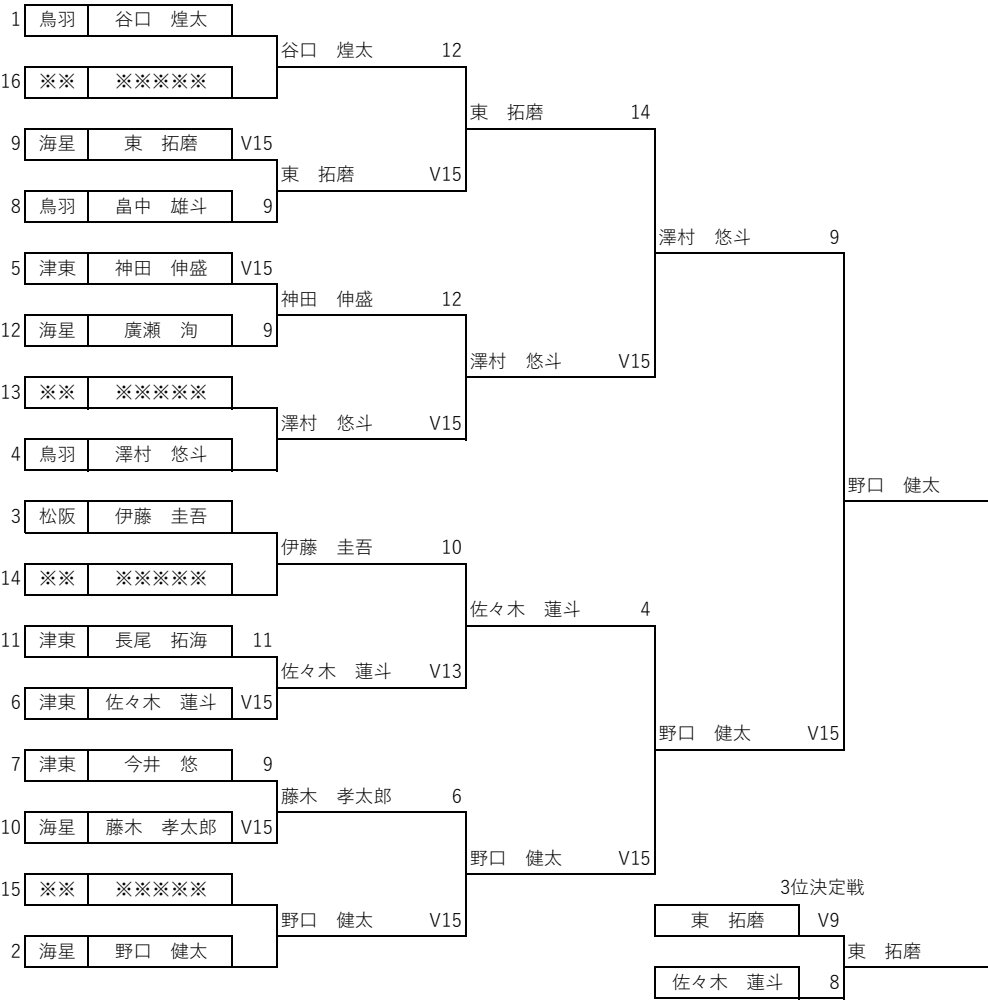 1 鳥羽 谷口　煌太
谷口　煌太 12
16 ※※ ※※※※※
東　拓磨 14
9 海星 東　拓磨 V15
東　拓磨 V15
8 鳥羽 畠中　雄斗 9
澤村　悠斗 9
5 津東 神田　伸盛 V15
神田　伸盛 12
12 海星 廣瀬　洵 9
澤村　悠斗 V15
13 ※※ ※※※※※
澤村　悠斗 V15
4 鳥羽 澤村　悠斗
野口　健太
3 松阪 伊藤　圭吾
伊藤　圭吾 10
14 ※※ ※※※※※
佐々木　蓮斗 4
11 津東 長尾　拓海 11
佐々木　蓮斗 V13
6 津東 佐々木　蓮斗 V15
野口　健太 V15
7 津東 今井　悠 9
藤木　孝太郎 6
10 海星 藤木　孝太郎 V15
野口　健太 V15
15 ※※ ※※※※※
野口　健太 V15
2 海星 野口　健太
3位決定戦
東　拓磨 V9
東　拓磨
佐々木　蓮斗 8